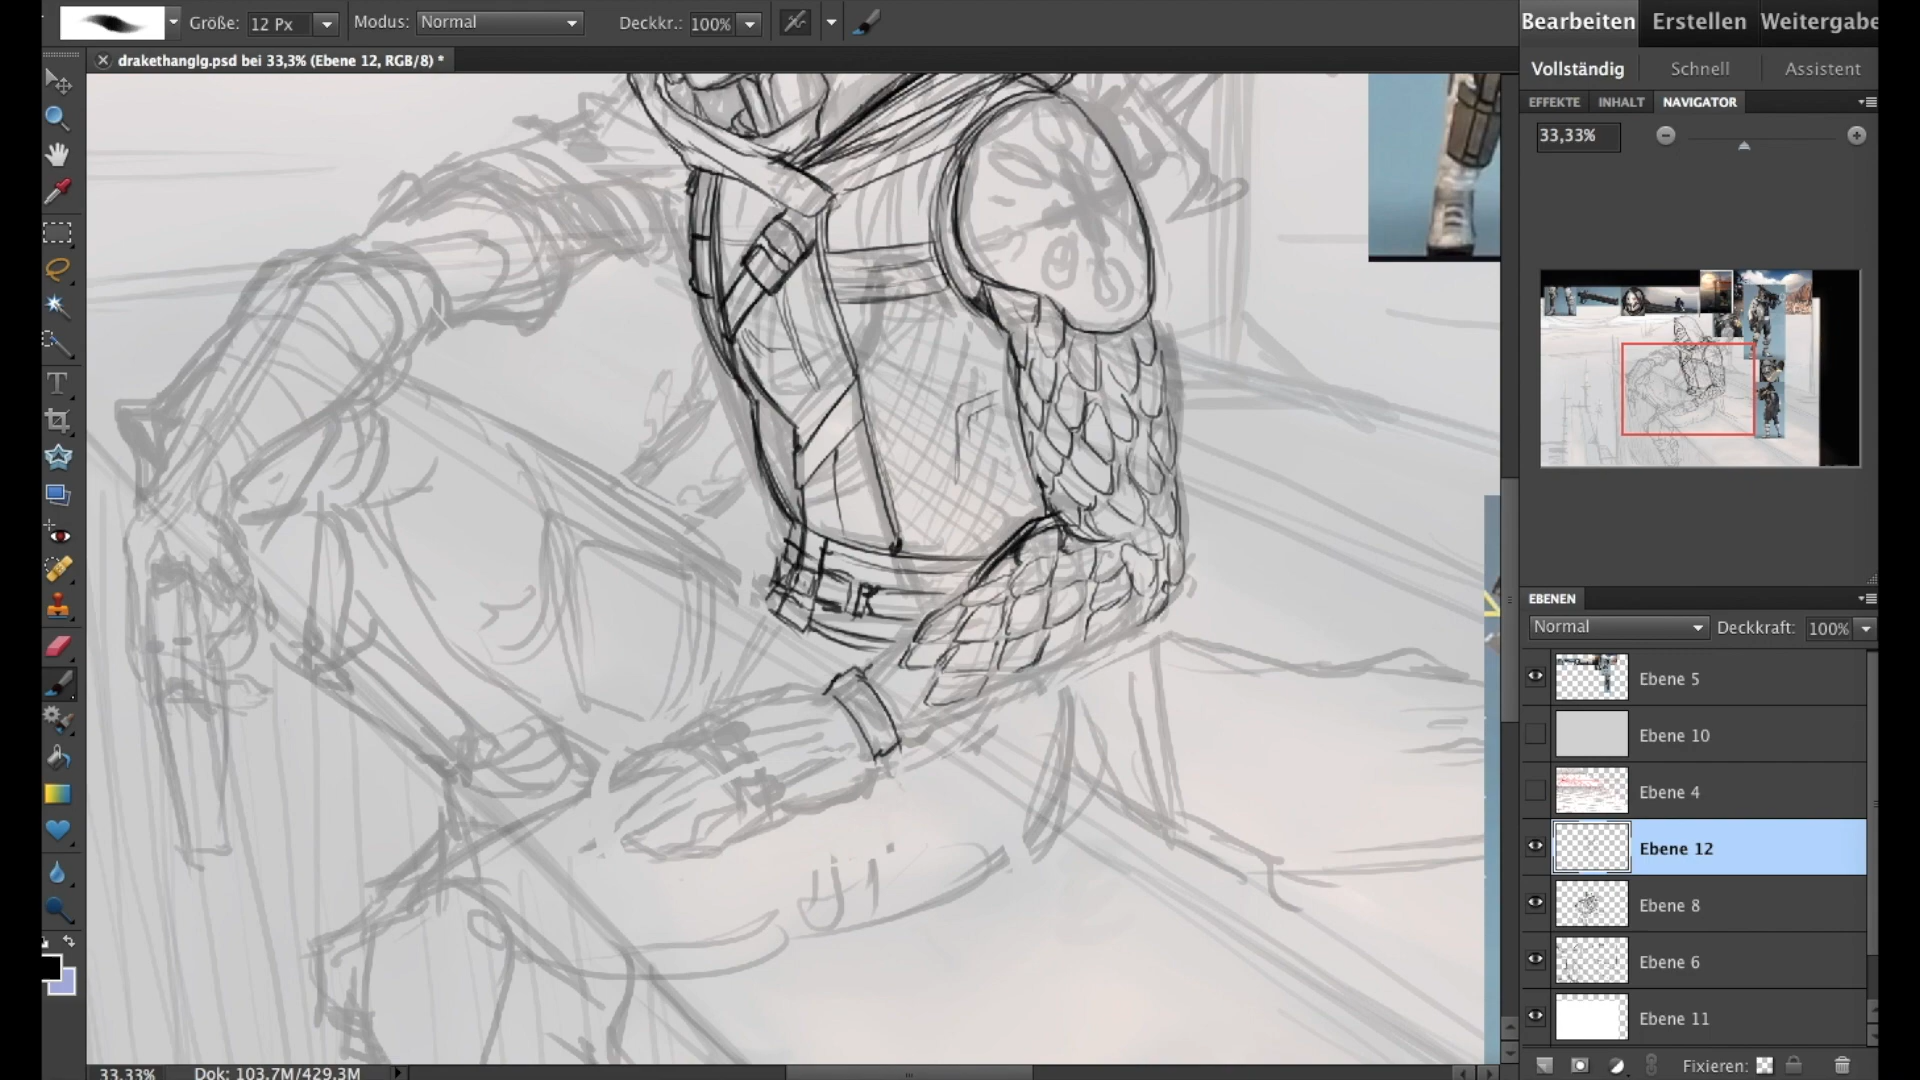 Größe: 12 Px Modus: Normal Deckkr.: 100%
Bearbeiten Erstellen Weitergabe
drakethanglg.psd bei 33,3% (Ebene 12, RGB/8) *
Vollständig Schnell Assistent
EFFEKTE INHALT NAVIGATOR
33,33%
R
EBENEN
Normal Deckkraft: 100%
Ebene 5
Ebene 10
Ebene 4
Ebene 12
Ebene 8
Ebene 6
Ebene 11
Fixieren:
33,33% Dok: 103,7M/429,3M